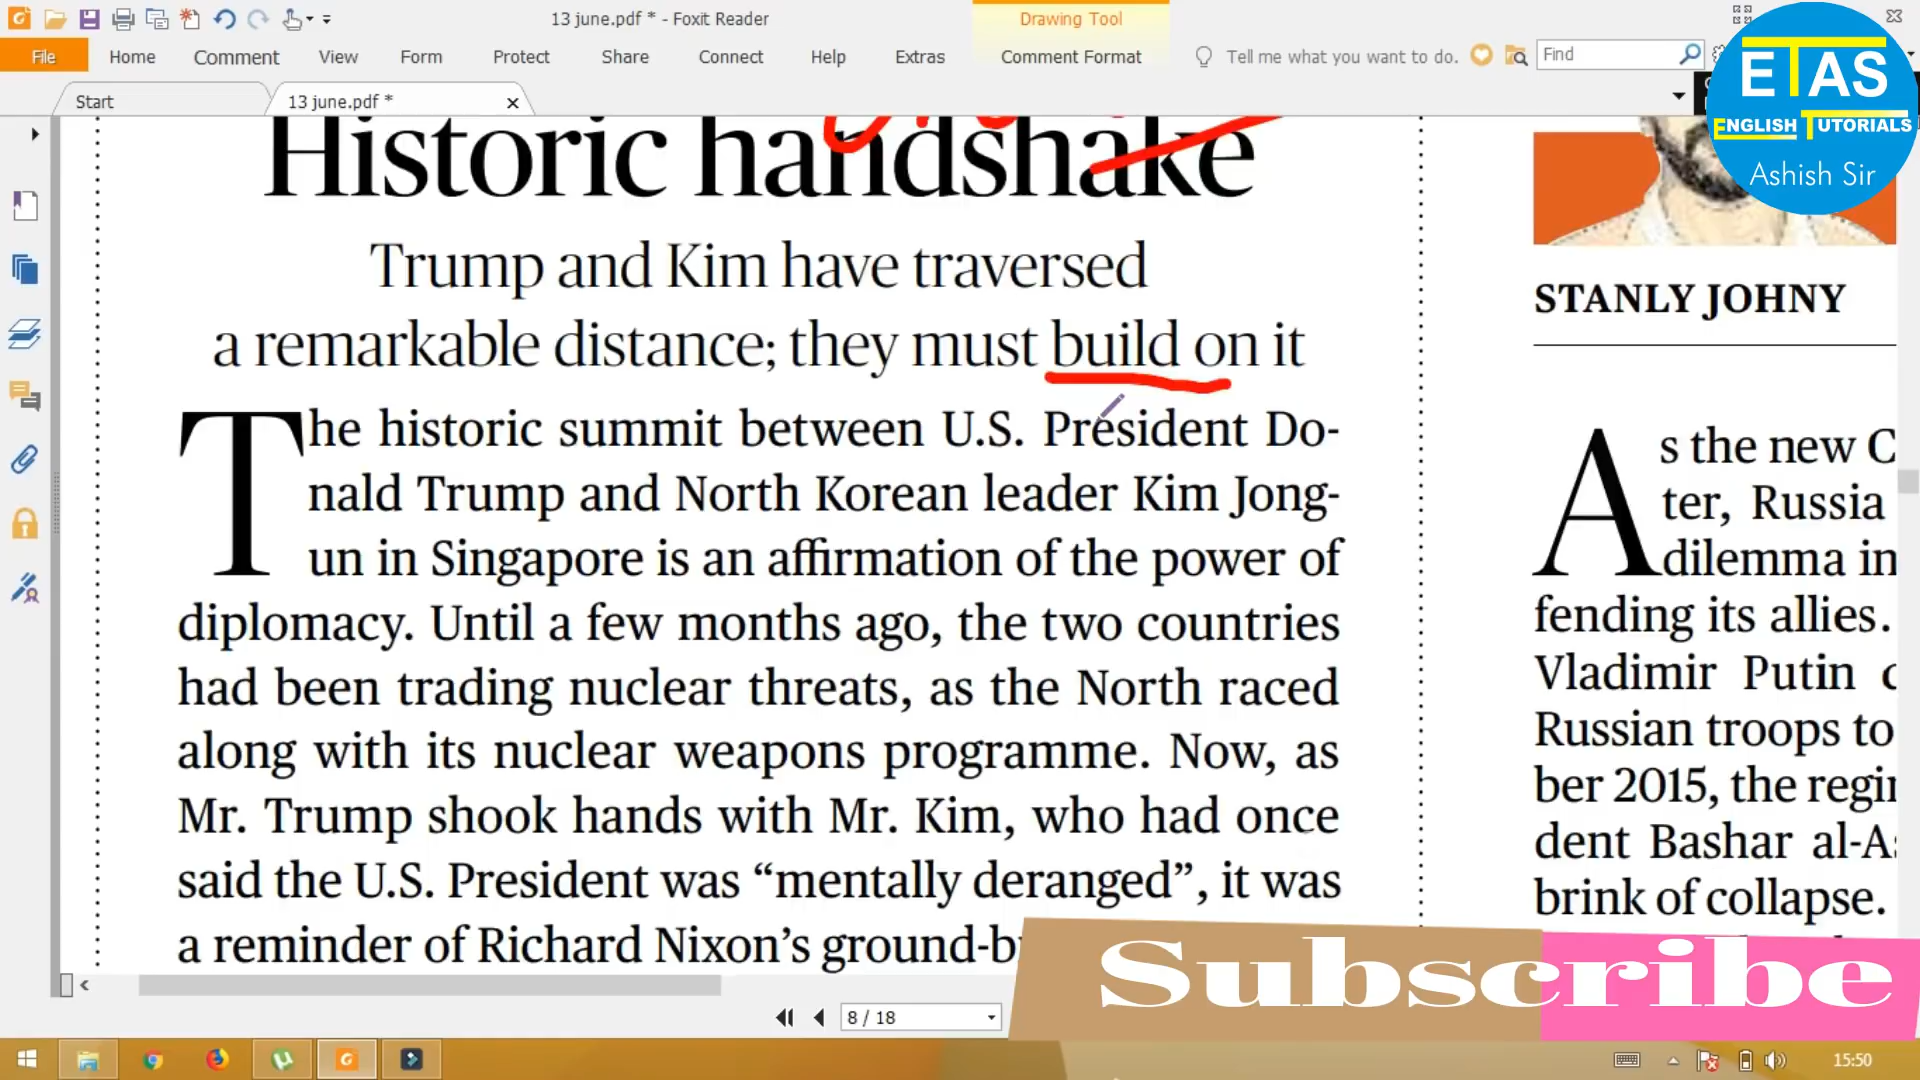 13 june.pdf * - Foxit Reader
Drawing Tool
File
Home
Comment
View
Form
Protect
Share
Connect
Help
Extras
Comment Format
Tell me what you want to do.
Find
Start
13 june.pdf *
ETAS
ENGLISH TUTORIALS
Ashish Sir
Historic handshake
Trump and Kim have traversed
a remarkable distance; they must build on it
The historic summit between U.S. President Do-
nald Trump and North Korean leader Kim Jong-
un in Singapore is an affirmation of the power of
diplomacy. Until a few months ago, the two countries
had been trading nuclear threats, as the North raced
along with its nuclear weapons programme. Now, as
Mr. Trump shook hands with Mr. Kim, who had once
said the U.S. President was “mentally deranged”, it was
a reminder of Richard Nixon’s ground-b
STANLY JOHNY
As the new C
ter, Russia
dilemma in
fending its allies.
Vladimir Putin
Russian troops to
ber 2015, the regi
dent Bashar al-A
brink of collapse.
Subscribe
8 / 18
15:50